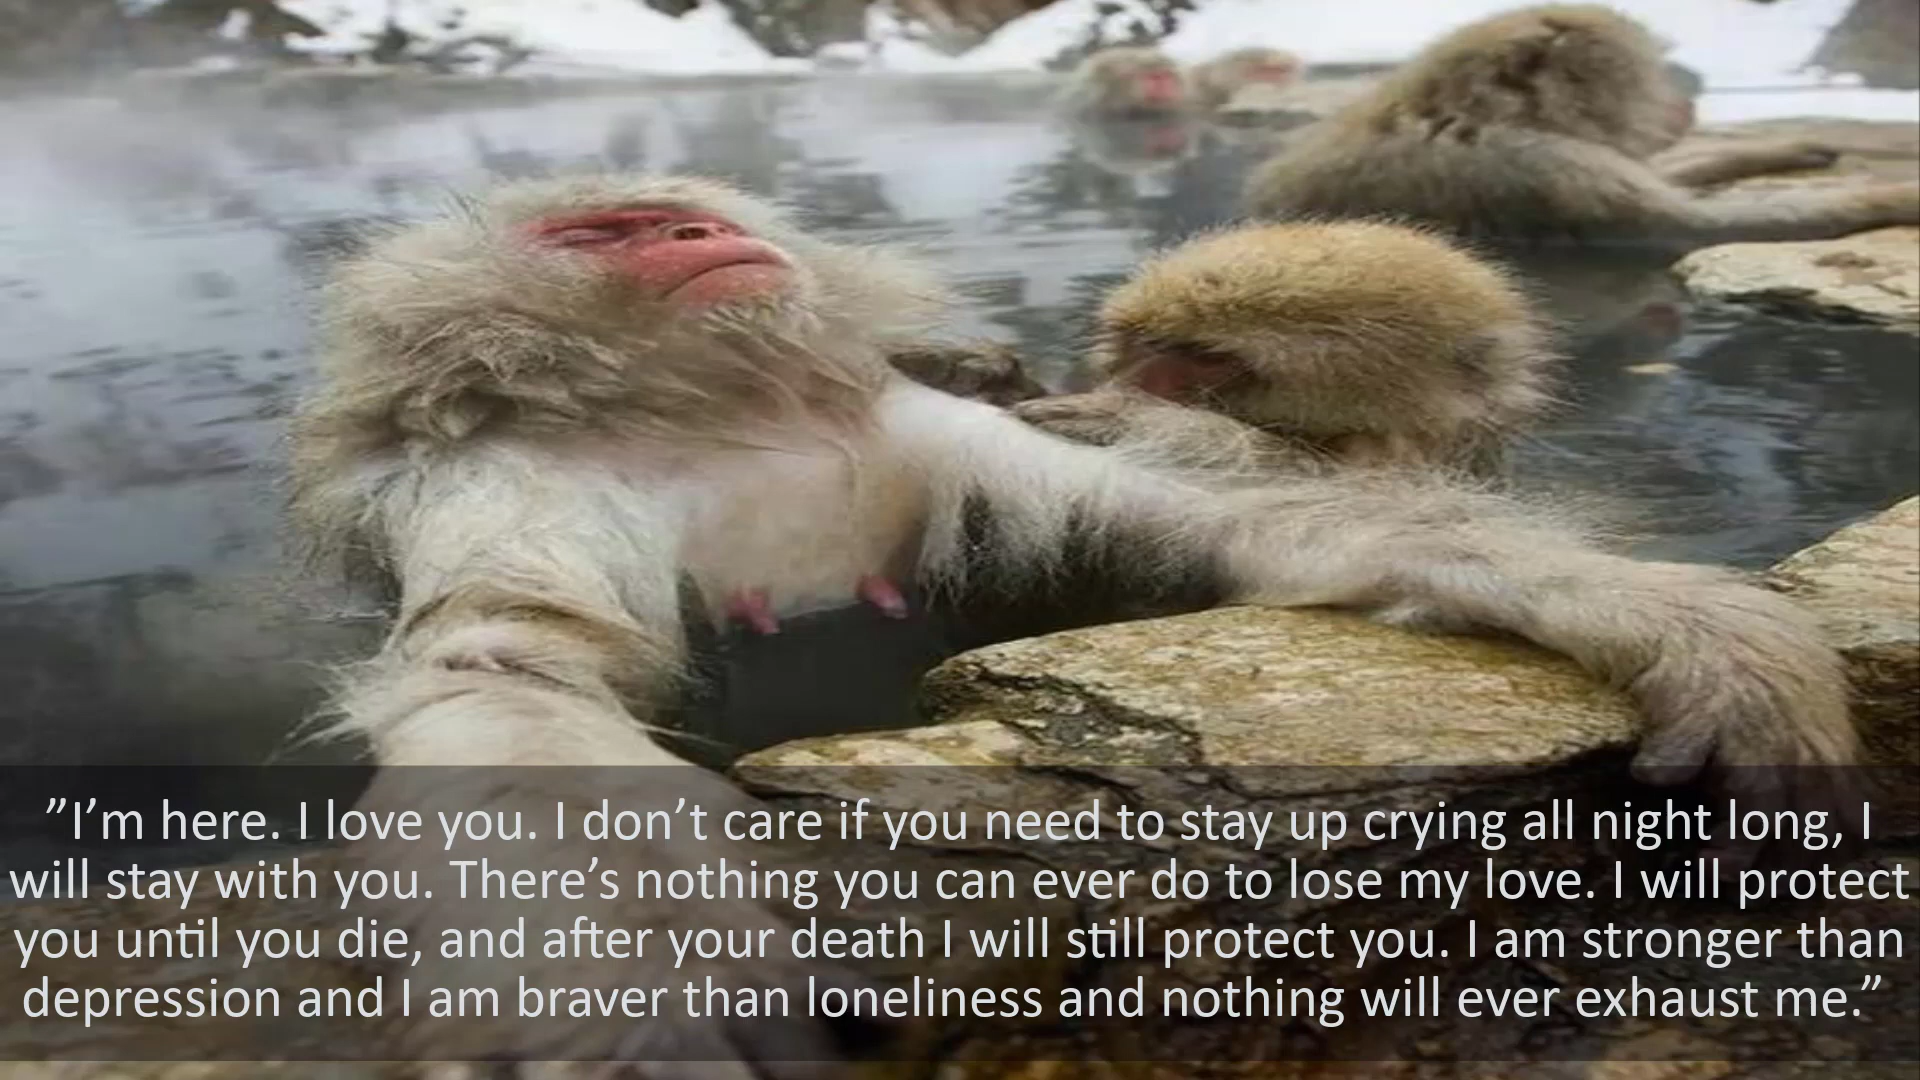 ”I’m here. I love you. I don’t care if you need to stay up crying all night long, I
will stay with you. There’s nothing you can ever do to lose my love. I will protect
you until you die, and after your death I will still protect you. I am stronger than
depression and I am braver than loneliness and nothing will ever exhaust me.”